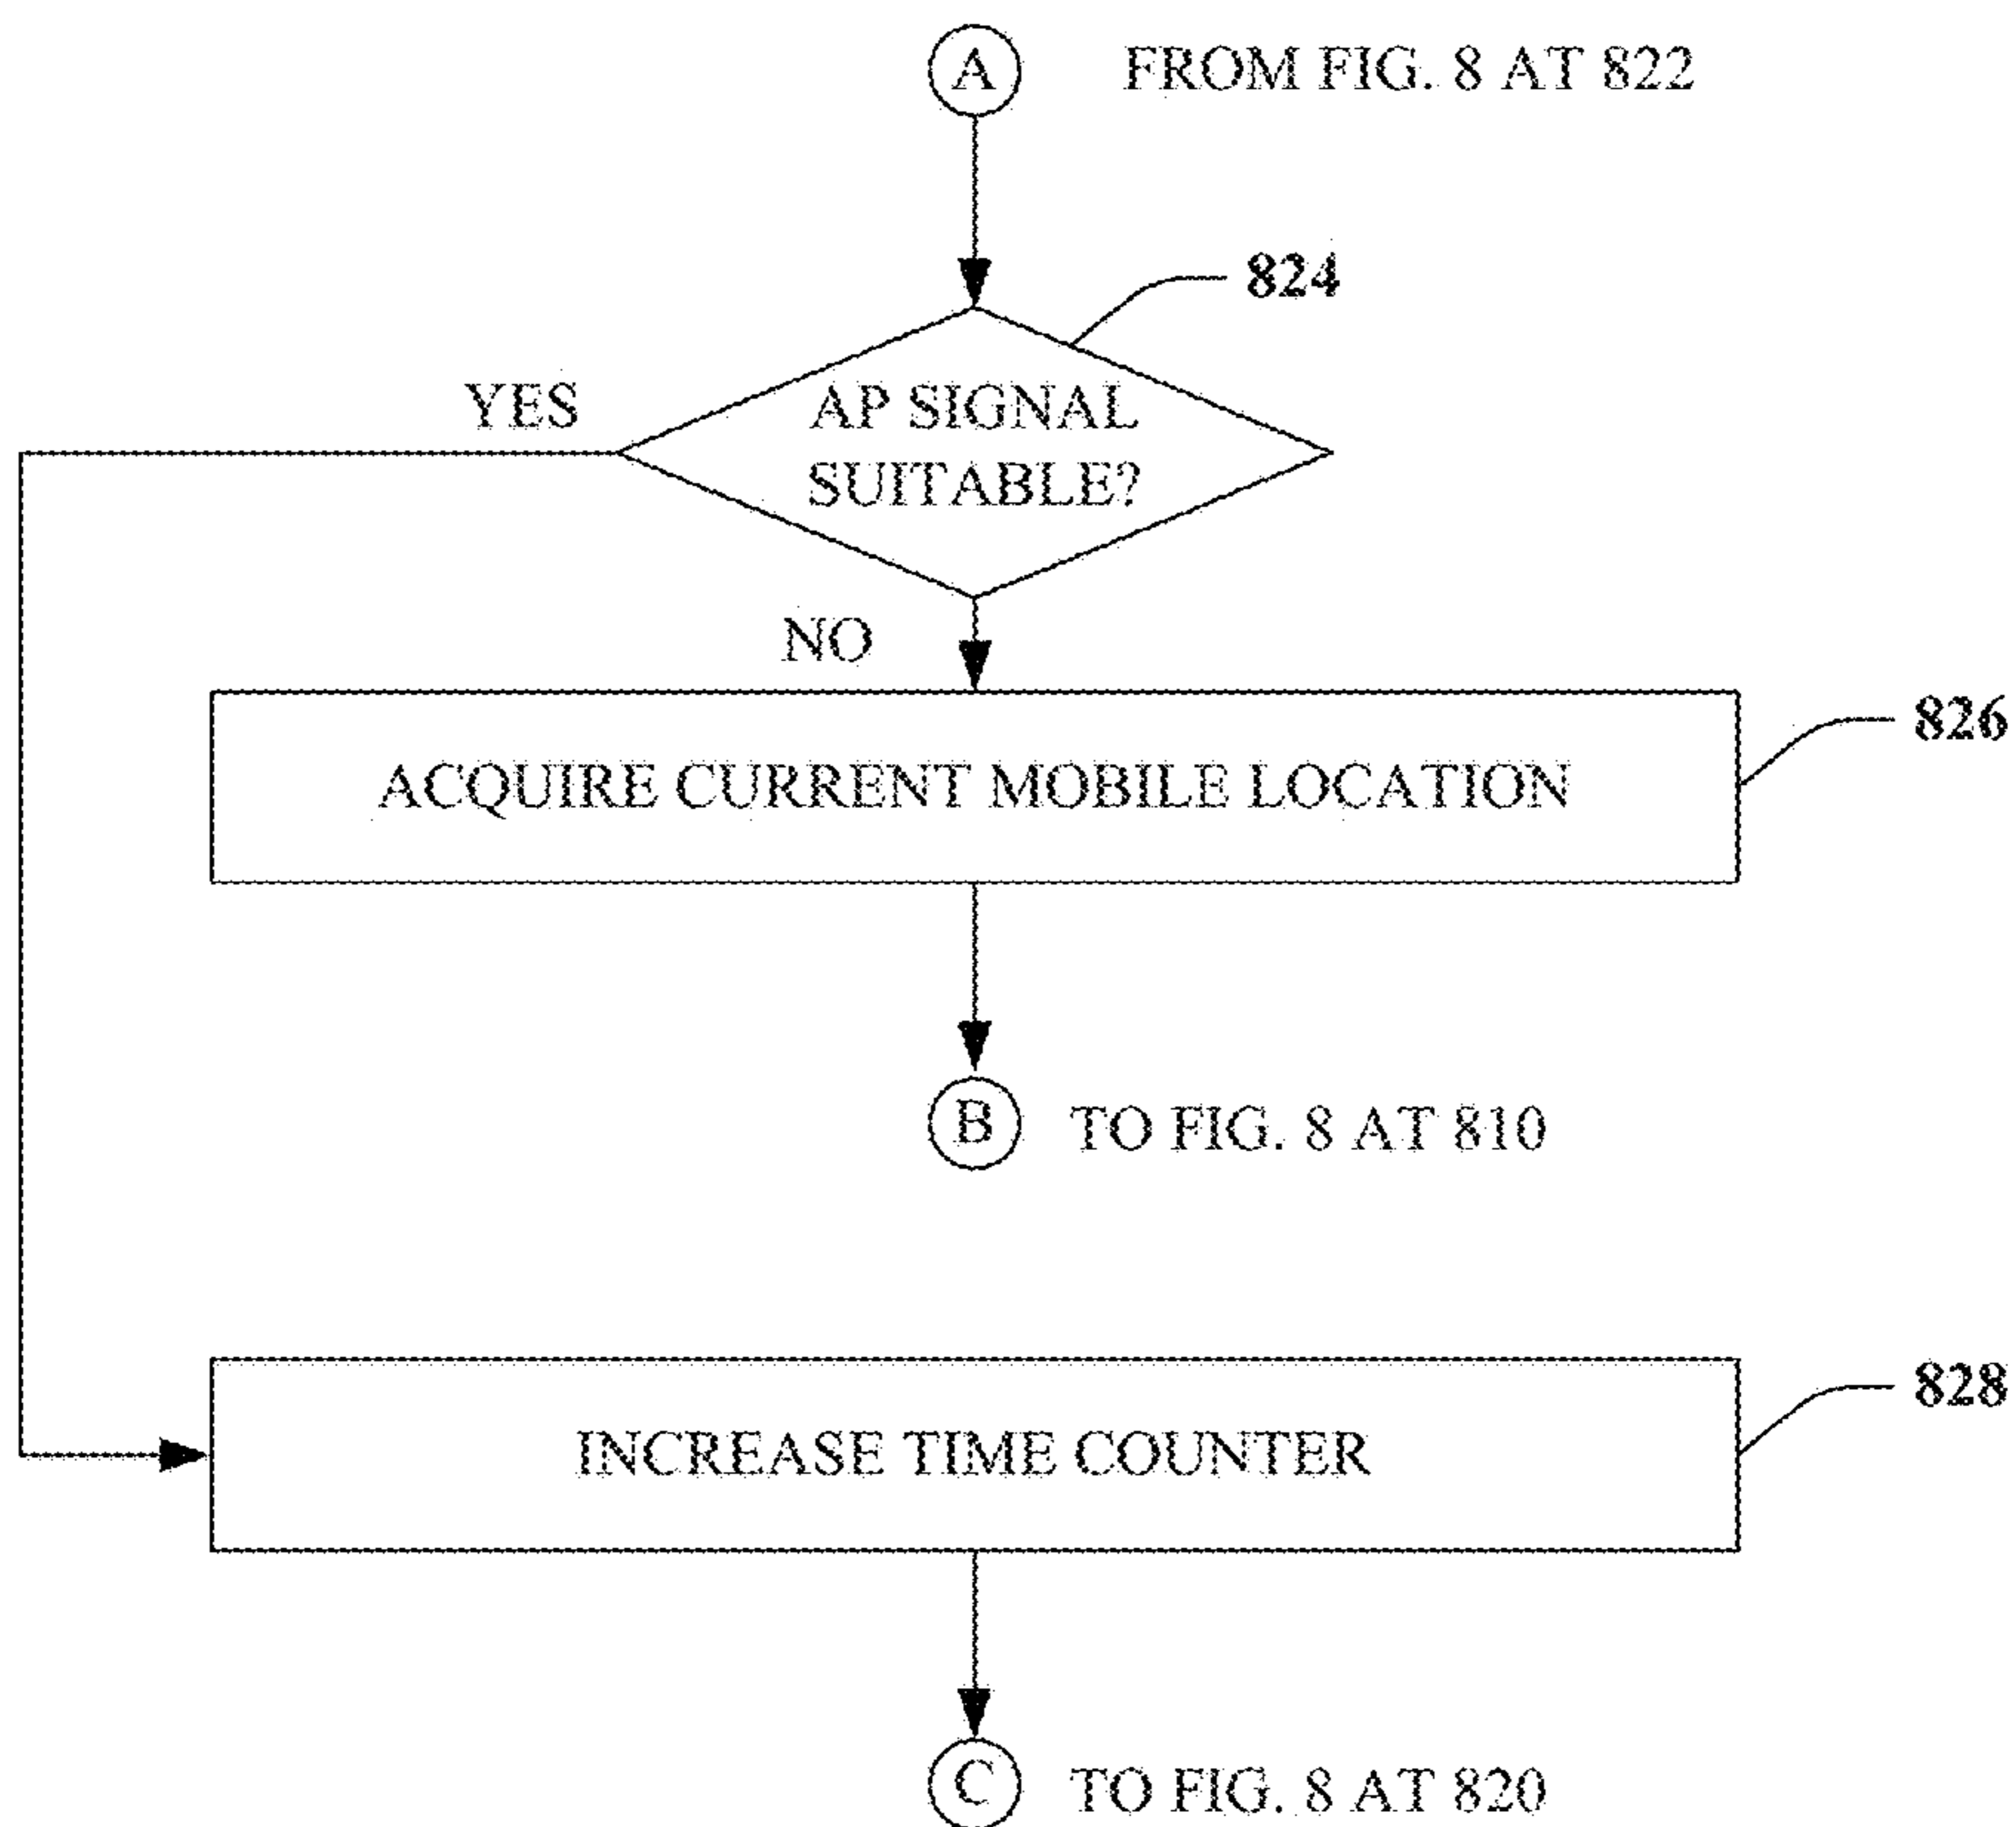 A FROM FIG. 8 AT 822
824
YES
AP SIGNAL
SUITABLE?
NO
826
ACQUIRE CURRENT MOBILE LOCATION
B TO FIG. 8 AT 810
828
INCREASE TIME COUNTER
C TO FIG. 8 AT 820